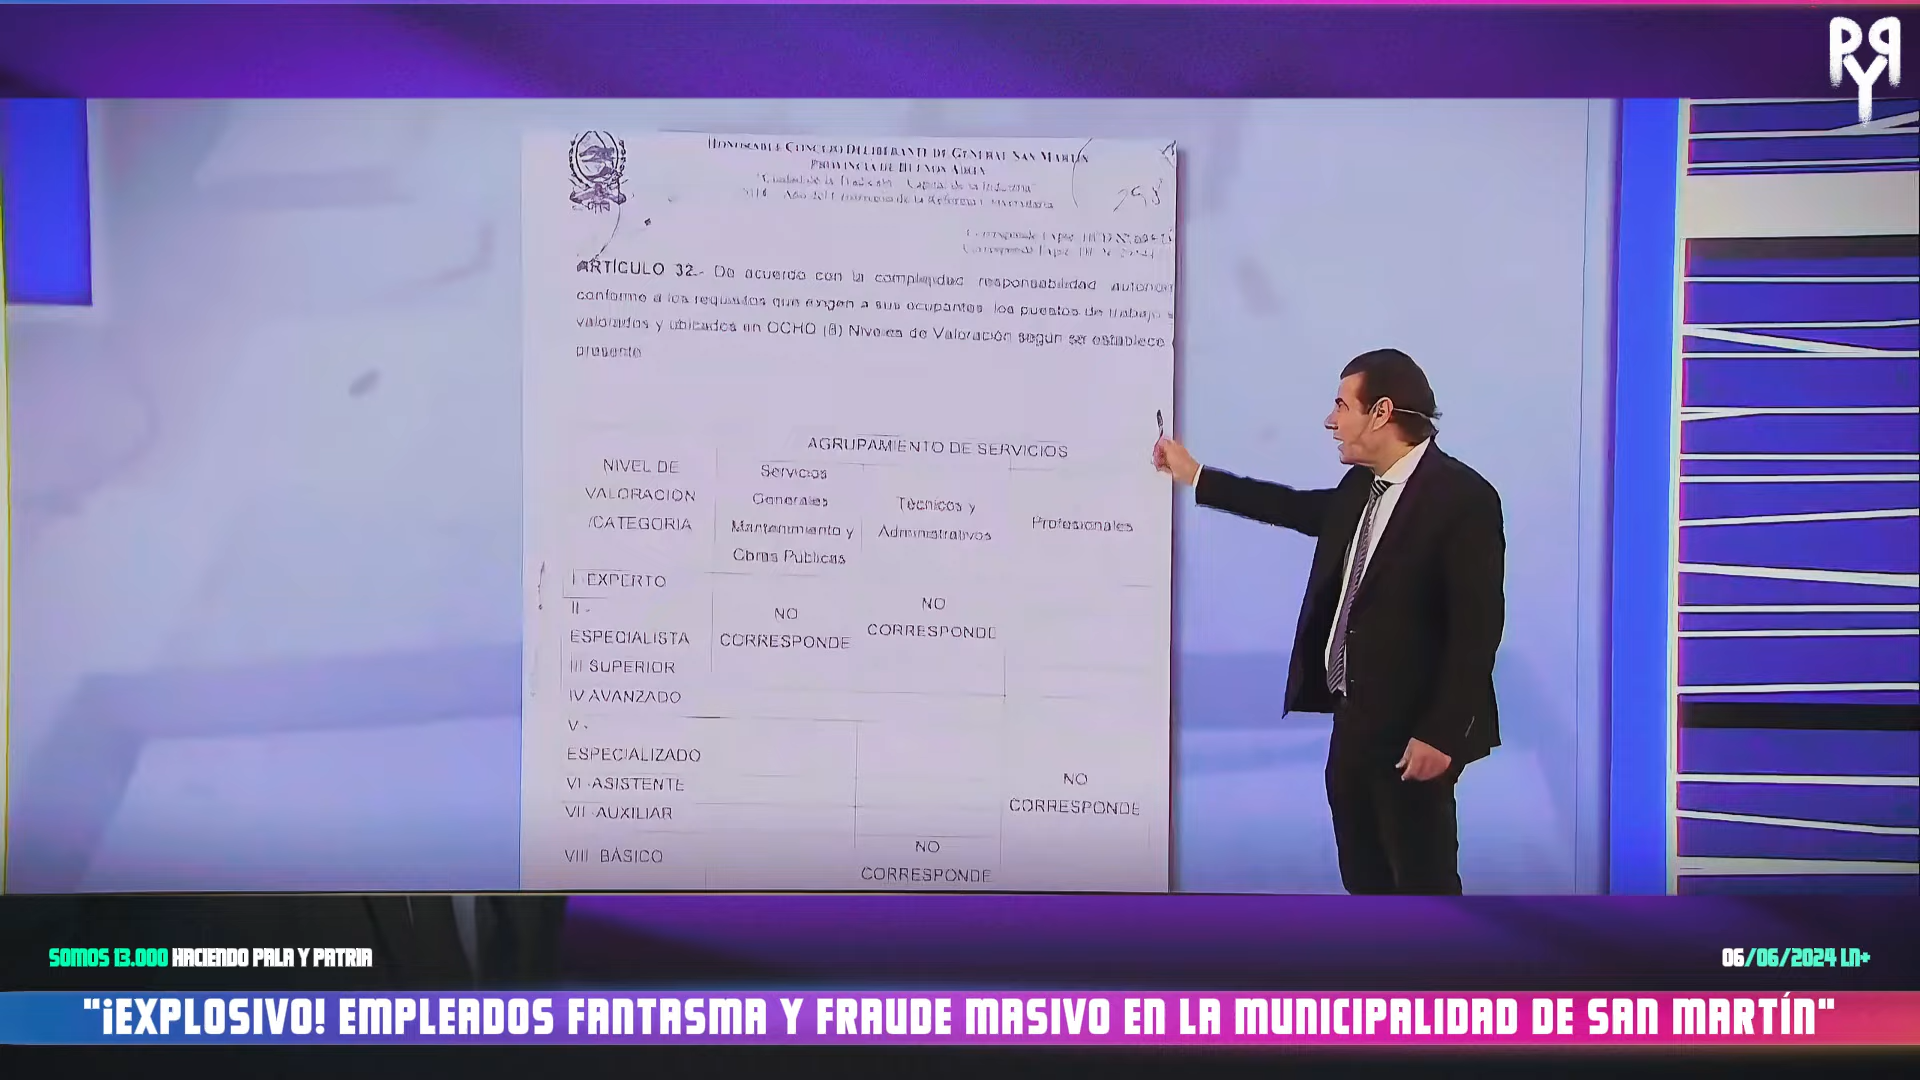 PPY
HONORABLE CONCEJO DELIBERANTE DE GENERAL SAN MARTÍN
PROVINCIA DE BUENOS AIRES
ARTÍCULO 32.- De acuerdo con la complejidad responsabilidad
conforme a los requisitos que exigen a sus ocupantes los puestos de trabajo
valorados y ubicados en OCHO (8) Niveles de Valoración según se establece
presente
AGRUPAMIENTO DE SERVICIOS
NIVEL DE
VALORACION
/CATEGORIA
Servicios
Generales
Mantenimiento y
Obras Públicas
Técnicos y
Administrativos
Profesionales
I EXPERTO
II -
ESPECIALISTA
III SUPERIOR
IV AVANZADO
NO
CORRESPONDE
NO
CORRESPONDE
V -
ESPECIALIZADO
VI -ASISTENTE
VII -AUXILIAR
VIII BÁSICO
NO
CORRESPONDE
NO
CORRESPONDE
SOMOS 13.000 HACIENDO PALA Y PATRIA
06/06/2024 LN+
"¡EXPLOSIVO! EMPLEADOS FANTASMA Y FRAUDE MASIVO EN LA MUNICIPALIDAD DE SAN MARTÍN"